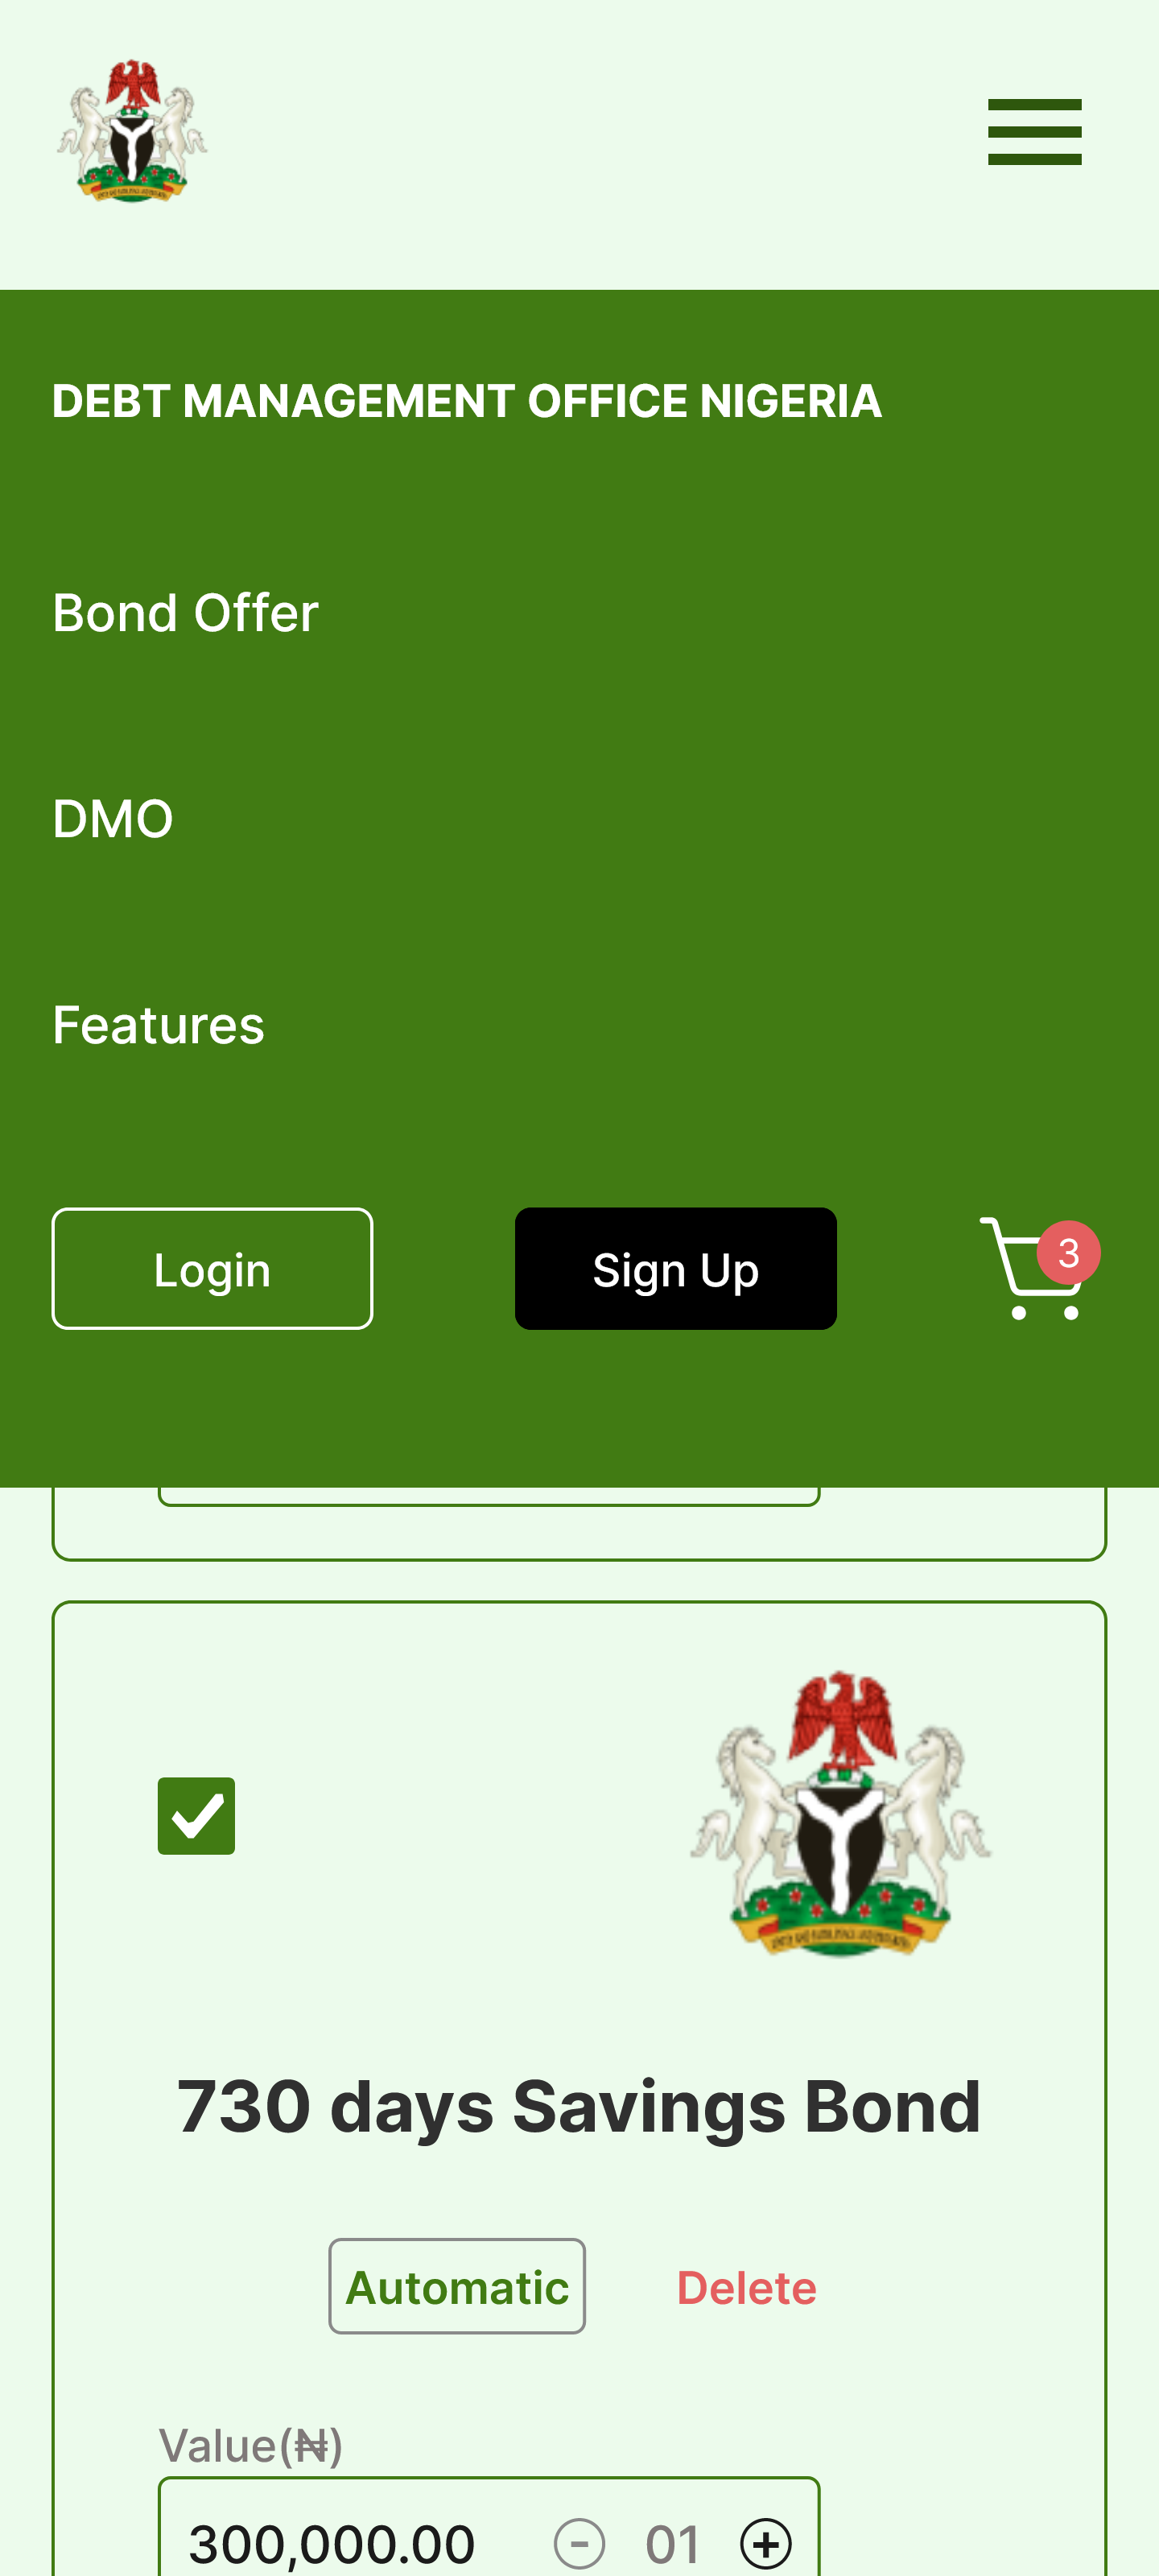 DEBT MANAGEMENT OFFICE NIGERIA
Bond Offer
DMO
Features
Login
Sign Up
3
730 days Savings Bond
Automatic
Delete
Value(₦)
300,000.00 - 01 +